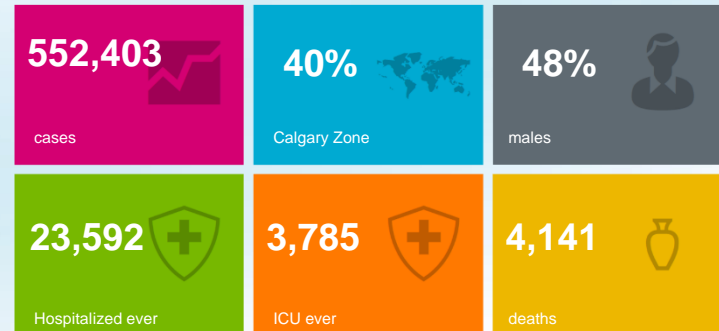 552,403
cases
40%
Calgary Zone
48%
males
23,592
Hospitalized ever
3,785
ICU ever
4,141
deaths